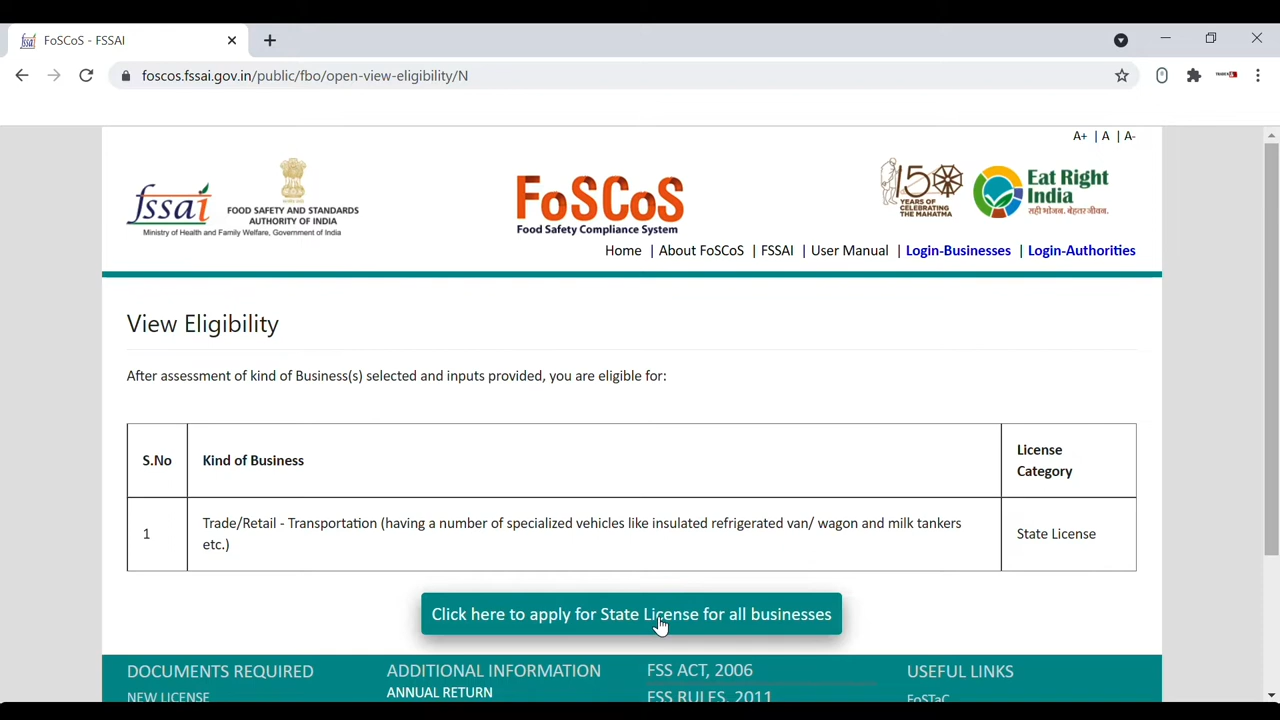 FoSCoS - FSSAI
foscos.fssai.gov.in/public/fbo/open-view-eligibility/N
A+ | A | A-
fssai
FOOD SAFETY AND STANDARDS
AUTHORITY OF INDIA
Ministry of Health and Family Welfare, Government of India
FoSCoS
Food Safety Compliance System
150
YEARS OF
CELEBRATING
THE MAHATMA
Eat Right
India
सही भोजन. बेहतर जीवन.
Home | About FoSCoS | FSSAI | User Manual | Login-Businesses | Login-Authorities
View Eligibility
After assessment of kind of Business(s) selected and inputs provided, you are eligible for:
S.No
Kind of Business
License
Category
1
Trade/Retail - Transportation (having a number of specialized vehicles like insulated refrigerated van/ wagon and milk tankers
etc.)
State License
Click here to apply for State License for all businesses
DOCUMENTS REQUIRED
NEW LICENSE
ADDITIONAL INFORMATION
ANNUAL RETURN
FSS ACT, 2006
FSS RULES, 2011
USEFUL LINKS
FoSTaC